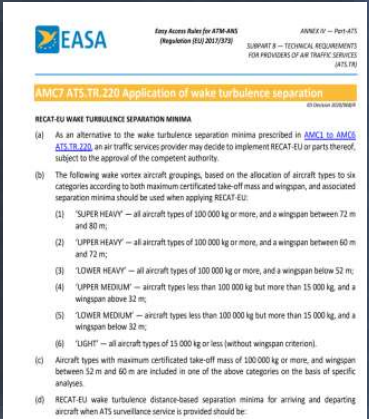 EASA
Easy Access Rules for ATM-ANS
(Regulation (EU) 2017/373)
ANNEX IV — Part-ATS
SUBPART B — TECHNICAL REQUIREMENTS
FOR PROVIDERS OF AIR TRAFFIC SERVICES
(ATS.TR)
AMC7 ATS.TR.220 Application of wake turbulence separation
ED Decision
RECAT-EU WAKE TURBULENCE SEPARATION MINIMA
(a) As an alternative to the wake turbulence separation minima prescribed in AMC1 to AMC6
ATS.TR.220, an air traffic services provider may decide to implement RECAT-EU or parts thereof,
subject to the approval of the competent authority.
(b) The following wake vortex aircraft groupings, based on the allocation of aircraft types to six
categories according to both maximum certificated take-off mass and wingspan, and associated
separation minima should be used when applying RECAT-EU:
(1) 'SUPER HEAVY' — all aircraft types of 100 000 kg or more, and a wingspan between 72 m
and 80 m;
(2) 'UPPER HEAVY' — all aircraft types of 100 000 kg or more, and a wingspan between 60 m
and 72 m;
(3) 'LOWER HEAVY' — all aircraft types of 100 000 kg or more, and a wingspan below 52 m;
(4) 'UPPER MEDIUM' — aircraft types less than 100 000 kg but more than 15 000 kg, and a
wingspan above 32 m;
(5) 'LOWER MEDIUM' — aircraft types less than 100 000 kg but more than 15 000 kg, and a
wingspan below 32 m;
(6) 'LIGHT' — all aircraft types of 15 000 kg or less (without wingspan criterion).
(c) Aircraft types with maximum certificated take-off mass of 100 000 kg or more, and wingspan
between 52 m and 60 m are included in one of the above categories on the basis of specific
analyses.
(d) RECAT-EU wake turbulence distance-based separation minima for arriving and departing
aircraft when ATS surveillance service is provided should be: